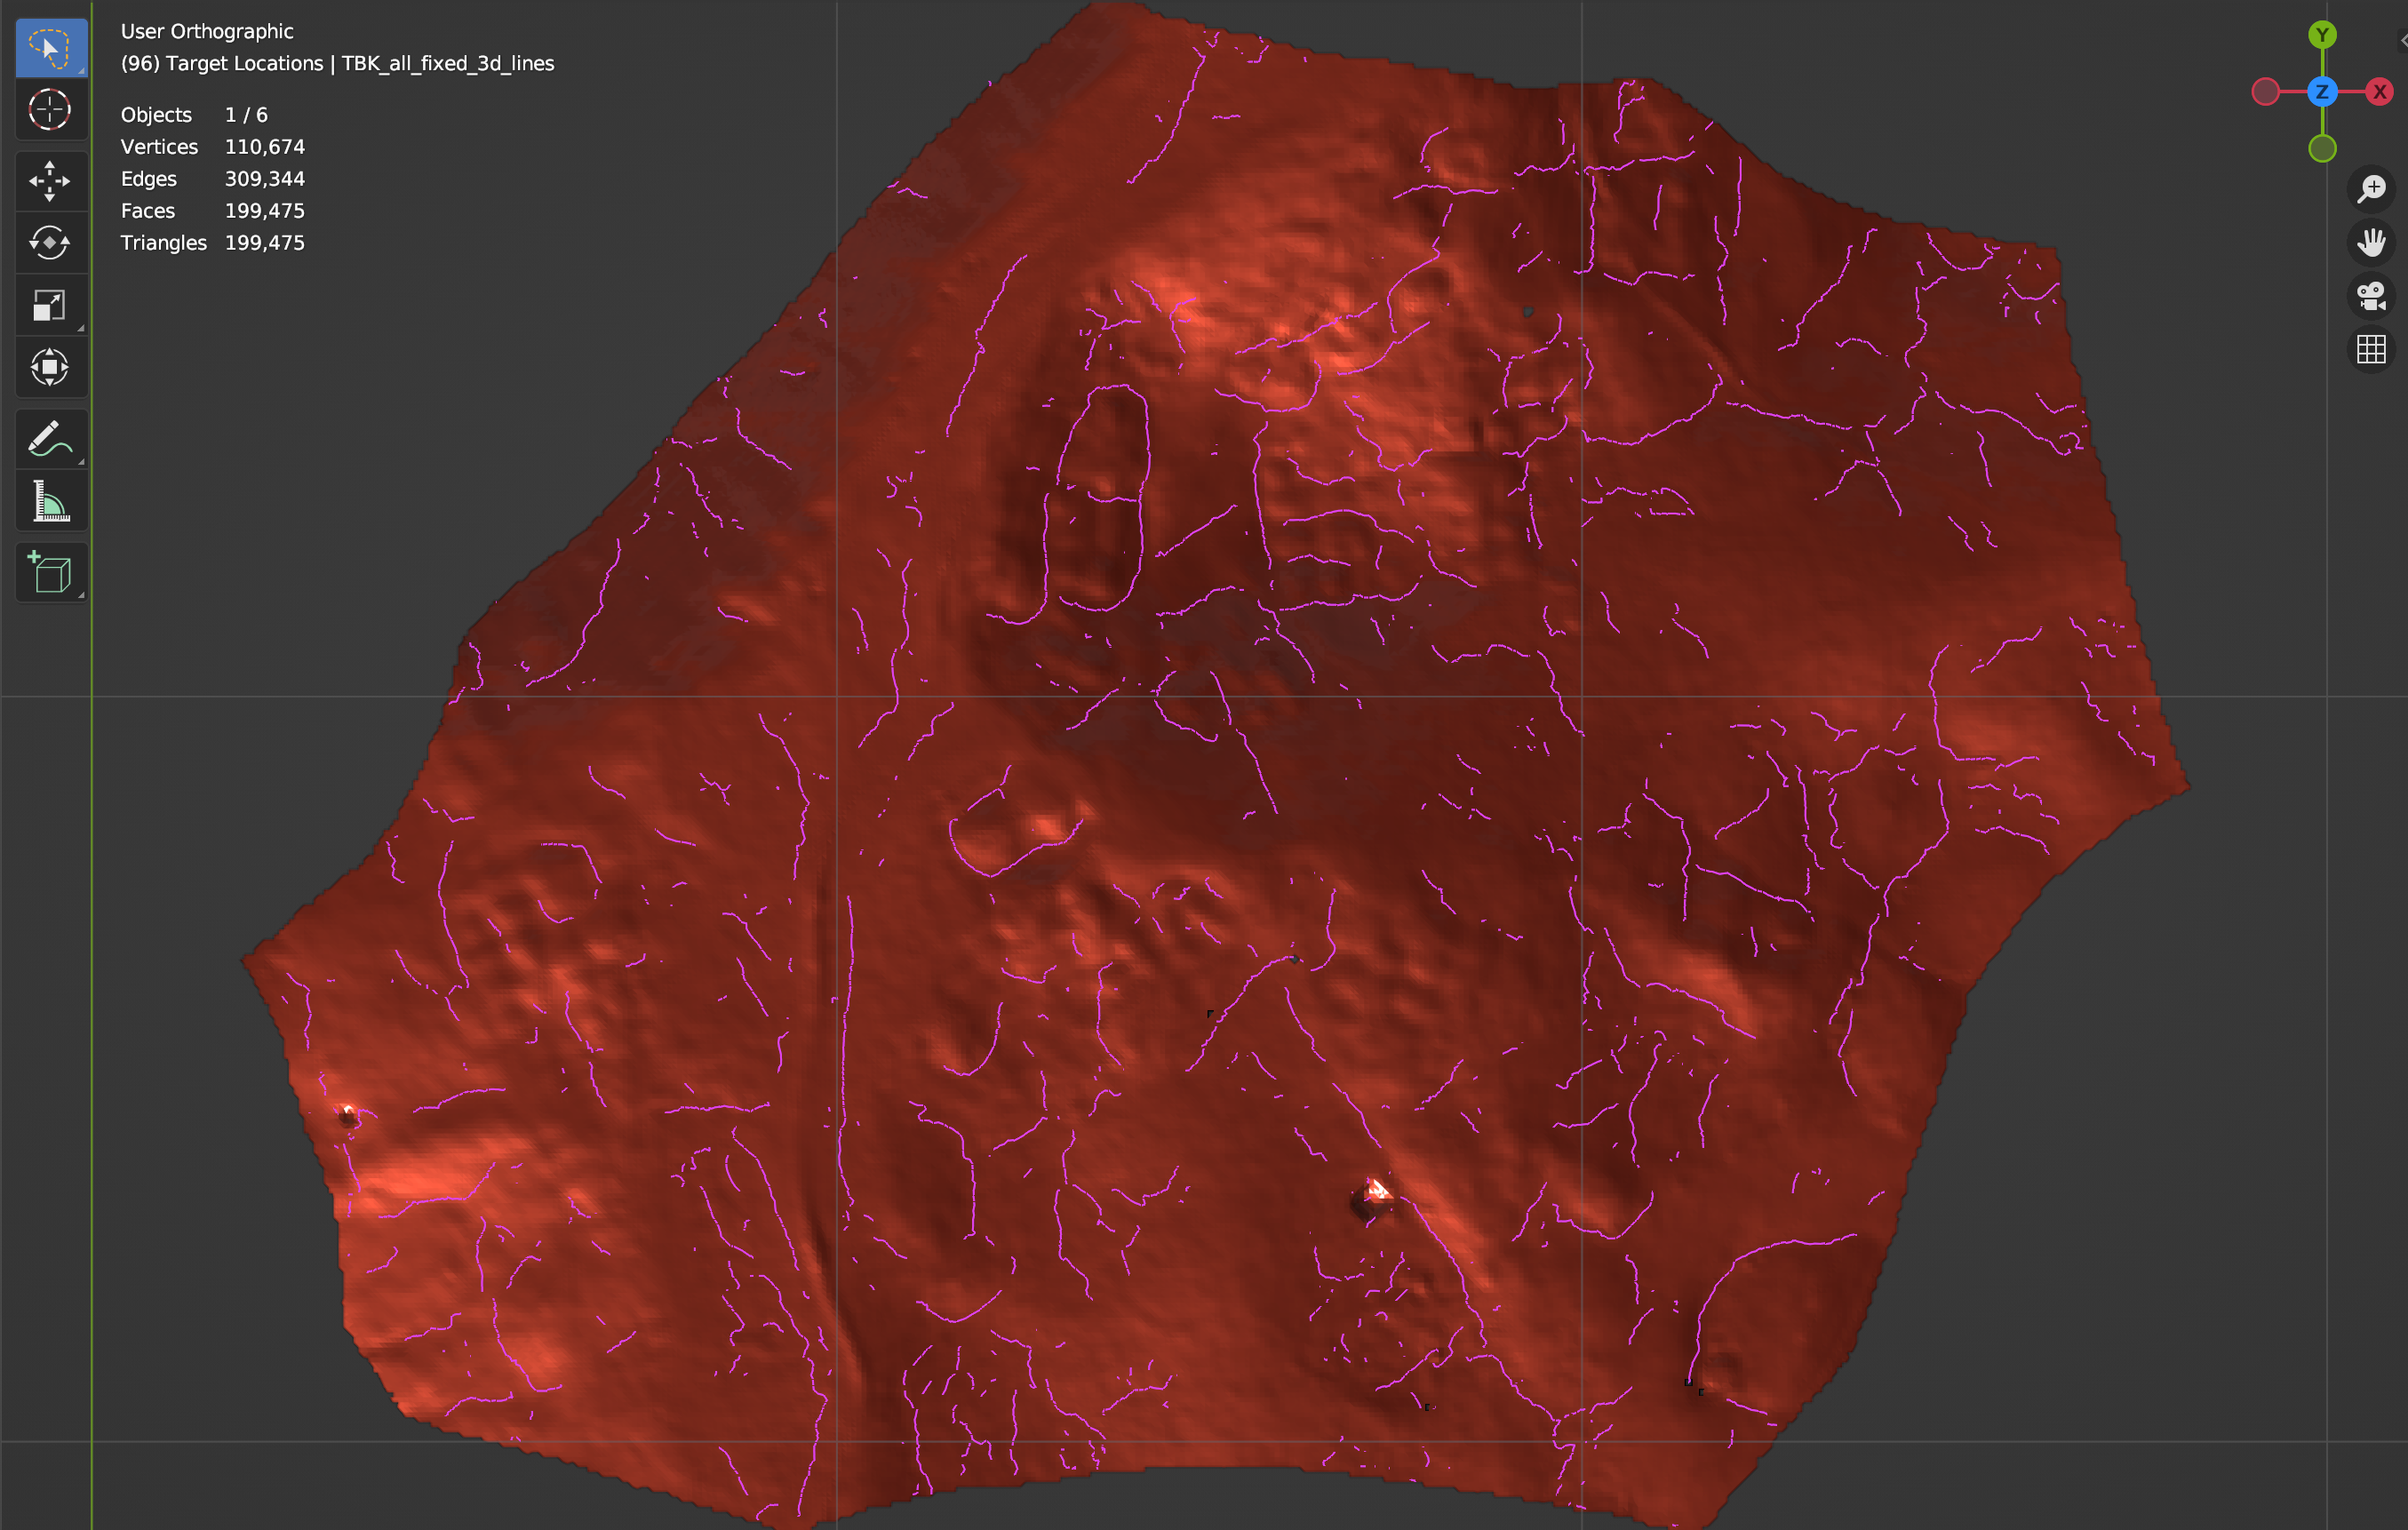 User Orthographic
(96) Target Locations | TBK_all_fixed_3d_lines
Objects 1 / 6
Vertices 110,674
Edges 309,344
Faces 199,475
Triangles 199,475
Y
Z
X